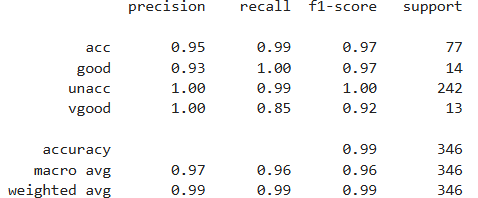 precision recall f1-score support
acc 0.95 0.99 0.97 77
good 0.93 1.00 0.97 14
unacc 1.00 0.99 1.00 242
vgood 1.00 0.85 0.92 13
accuracy 0.99 346
macro avg 0.97 0.96 0.96 346
weighted avg 0.99 0.99 0.99 346